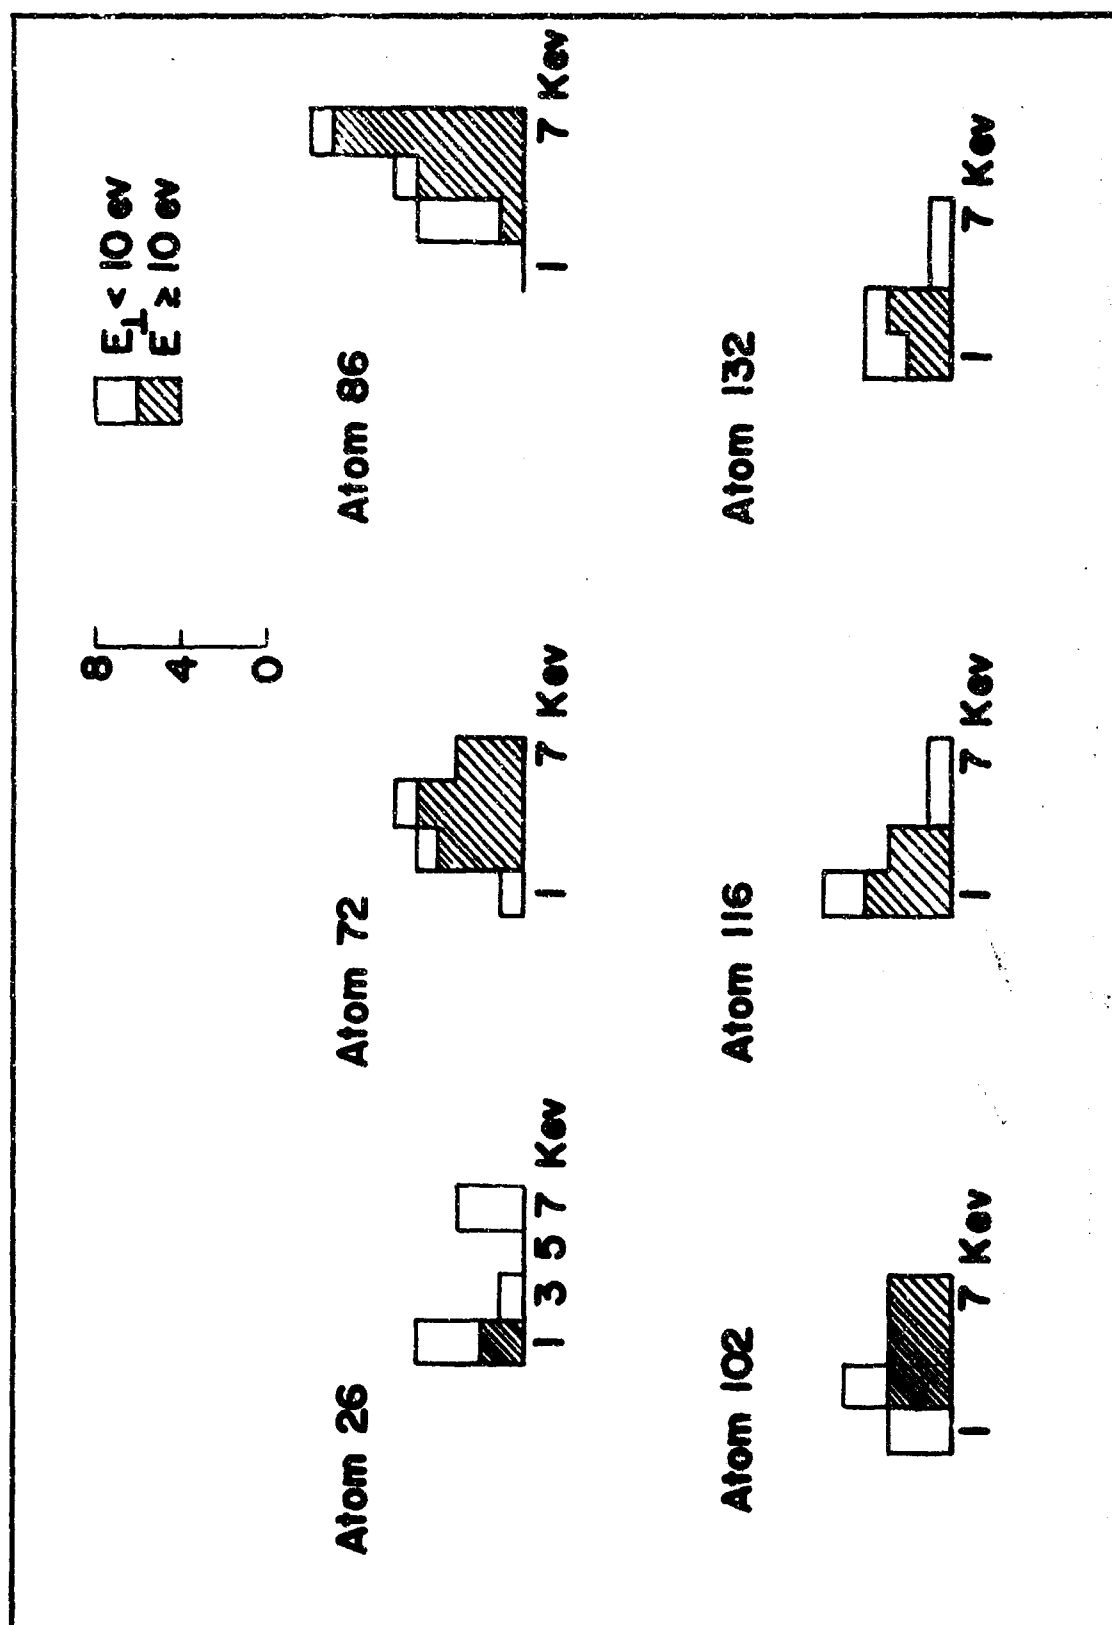 8
4
0
E⊥ < 10 ev
E ≥ 10 ev
Atom 26
1 3 5 7 Kev
Atom 72
1 7 Kev
Atom 86
1 7 Kev
Atom 102
1 7 Kev
Atom 116
1 7 Kev
Atom 132
1 7 Kev